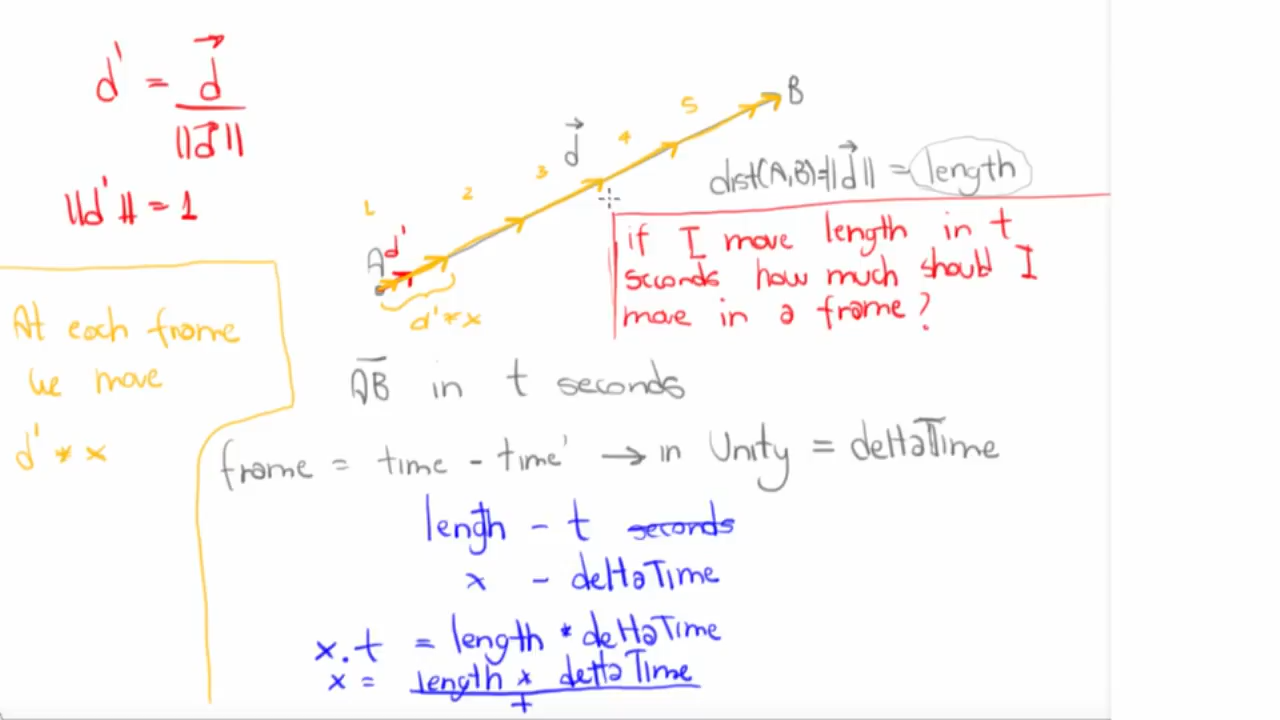 d' = d
||d||
||d'|| = 1
1 2 3 4 5
d
A
d'
B
d' * x
dist(A,B)=||d|| = length
if I move length in t
seconds how much should I
move in a frame?
At each frame
we move
d' * x
AB in t seconds
frame = time - time' → in Unity = deltaTime
length - t seconds
x - deltaTime
x.t = length * deltaTime
x = length * deltaTime
t